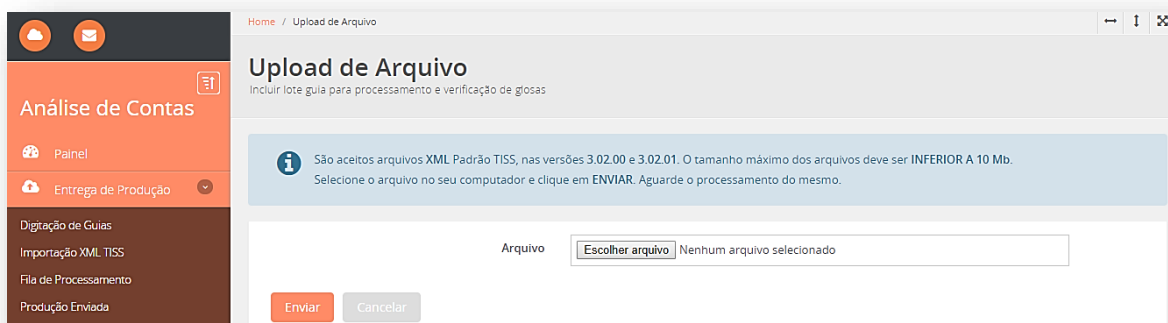 Home / Upload de Arquivo
Análise de Contas
Painel
Entrega de Produção
Digitação de Guias
Importação XML TISS
Fila de Processamento
Produção Enviada
Upload de Arquivo
Incluir lote guia para processamento e verificação de glosas
São aceitos arquivos XML Padrão TISS, nas versões 3.02.00 e 3.02.01. O tamanho máximo dos arquivos deve ser INFERIOR A 10 Mb.
Selecione o arquivo no seu computador e clique em ENVIAR. Aguarde o processamento do mesmo.
Arquivo Escolher arquivo Nenhum arquivo selecionado
Enviar Cancelar